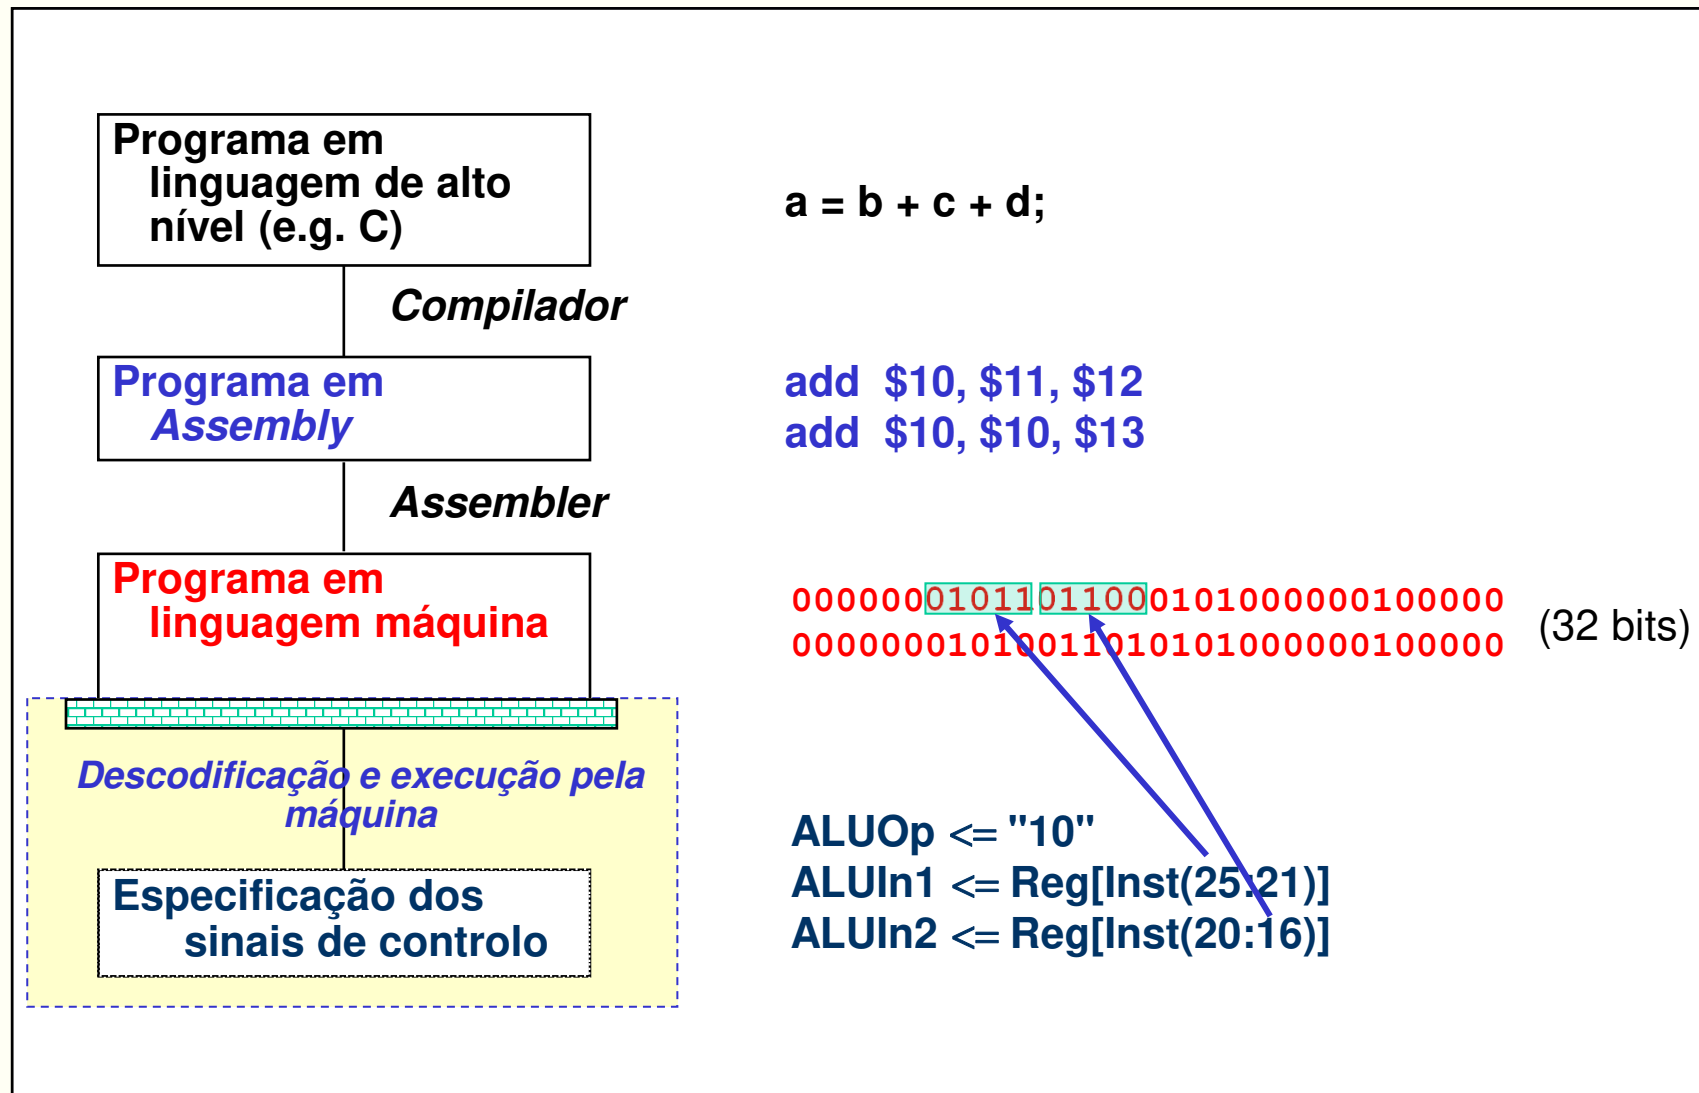 Programa em
linguagem de alto
nível (e.g. C)
a = b + c + d;
Compilador
Programa em
Assembly
add $10, $11, $12
add $10, $10, $13
Assembler
Programa em
linguagem máquina
00000001011011000101000000100000
00000001010011010101000000100000
(32 bits)
Descodificação e execução pela
máquina
Especificação dos
sinais de controlo
ALUOp <= "10"
ALUIn1 <= Reg[Inst(25:21)]
ALUIn2 <= Reg[Inst(20:16)]